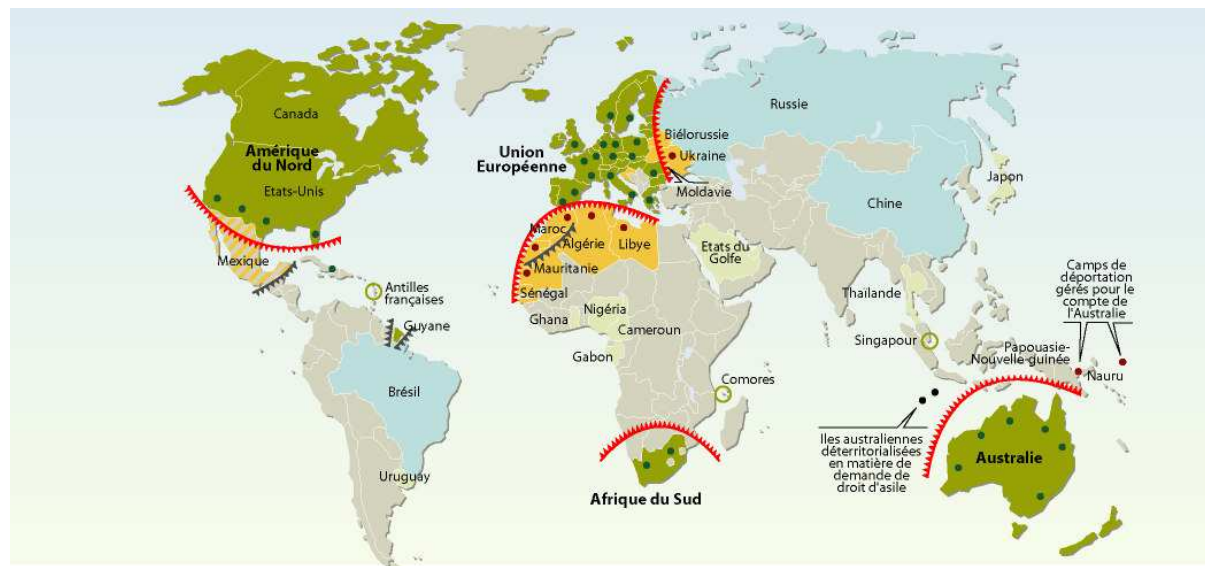 Canada
Amérique
du Nord
Etats-Unis
Mexique
Antilles
françaises
Guyane
Brésil
Uruguay
Union
Européenne
Biélorussie
Ukraine
Moldavie
Russie
Chine
Japon
Maroc
Algérie
Libye
Mauritanie
Sénégal
Ghana
Nigéria
Cameroun
Gabon
Etats du
Golfe
Comores
Afrique du Sud
Thaïlande
Singapour
Camps de
déportation
gérés pour le
compte de
l'Australie
Papouasie-
Nouvelle-guinée
Nauru
Iles australiennes
déterritorialisées
en matière de
demande de
droit d'asile
Australie